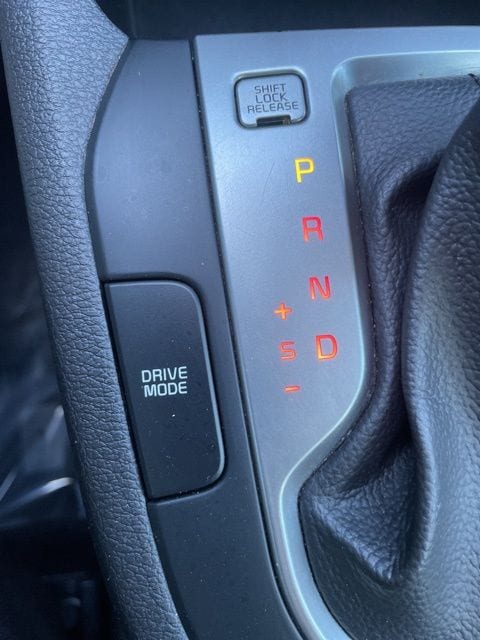 SHIFT
LOCK
RELEASE
P
R
N
+
S D
-
DRIVE
MODE